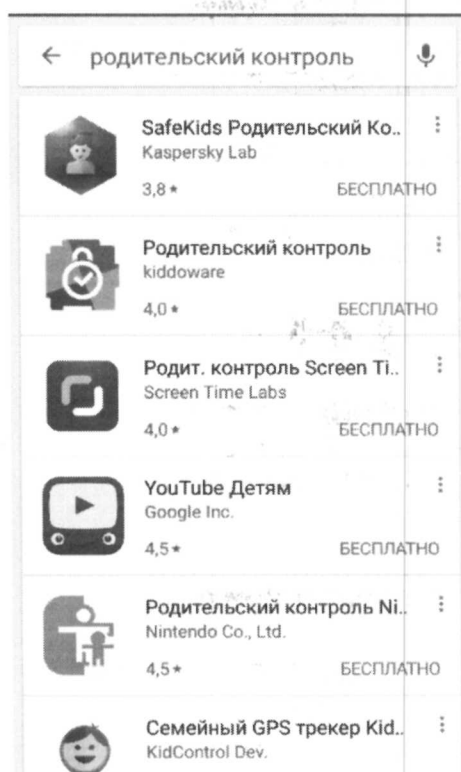 родительский контроль
SafeKids Родительский Ко..
Kaspersky Lab
3,8 ★ БЕСПЛАТНО
Родительский контроль
kiddoware
4,0 ★ БЕСПЛАТНО
Родит. контроль Screen Ti..
Screen Time Labs
4,0 ★ БЕСПЛАТНО
YouTube Детям
Google Inc.
4,5 ★ БЕСПЛАТНО
Родительский контроль Ni..
Nintendo Co., Ltd.
4,5 ★ БЕСПЛАТНО
Семейный GPS трекер Kid..
KidControl Dev.